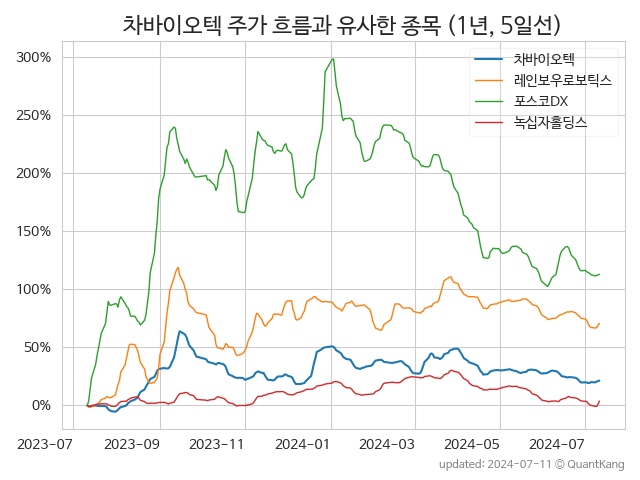 차바이오텍 주가 흐름과 유사한 종목 (1년, 5일선)
차바이오텍
레인보우로보틱스
포스코DX
녹십자홀딩스
300%
250%
200%
150%
100%
50%
0%
2023-07 2023-09 2023-11 2024-01 2024-03 2024-05 2024-07
updated: 2024-07-11 © QuantKang